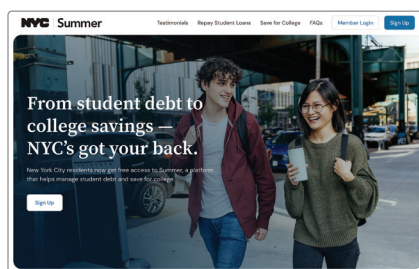 NYC Summer
Testimonials Repay Student Loans Save for College FAQs Member Login Sign Up
From student debt to
college savings —
NYC's got your back.
New York City residents now get free access to Summer, a platform
that helps manage student debt and save for college.
Sign Up